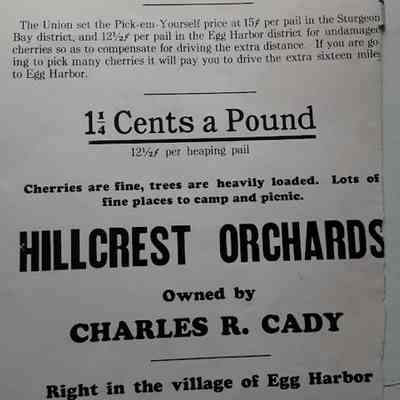 The Union set the Pick-em-Yourself price at 15ƒ per pail in the Sturgeon
Bay district, and 12½ƒ per pail in the Egg Harbor district for undamaged
cherries so as to compensate for driving the extra distance. If you are go
ing to pick many cherries it will pay you to drive the extra sixteen miles
to Egg Harbor.
1¼ Cents a Pound
12½ƒ per heaping pail
Cherries are fine, trees are heavily loaded. Lots of
fine places to camp and picnic.
HILLCREST ORCHARDS
Owned by
CHARLES R. CADY
Right in the village of Egg Harbor